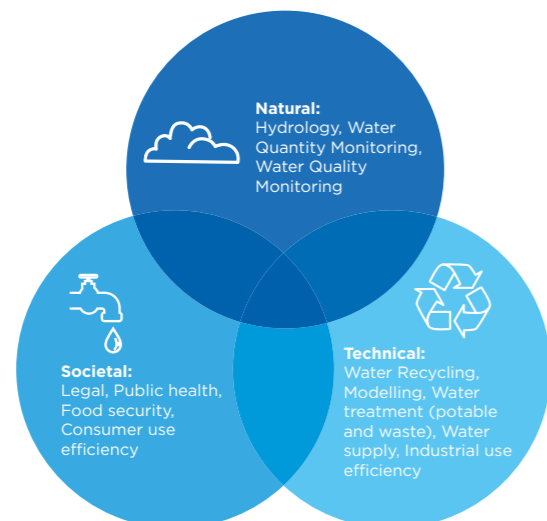 Natural:
Hydrology, Water
Quantity Monitoring,
Water Quality
Monitoring
Societal:
Legal, Public health,
Food security,
Consumer use
efficiency
Technical:
Water Recycling,
Modelling, Water
treatment (potable
and waste), Water
supply, Industrial use
efficiency